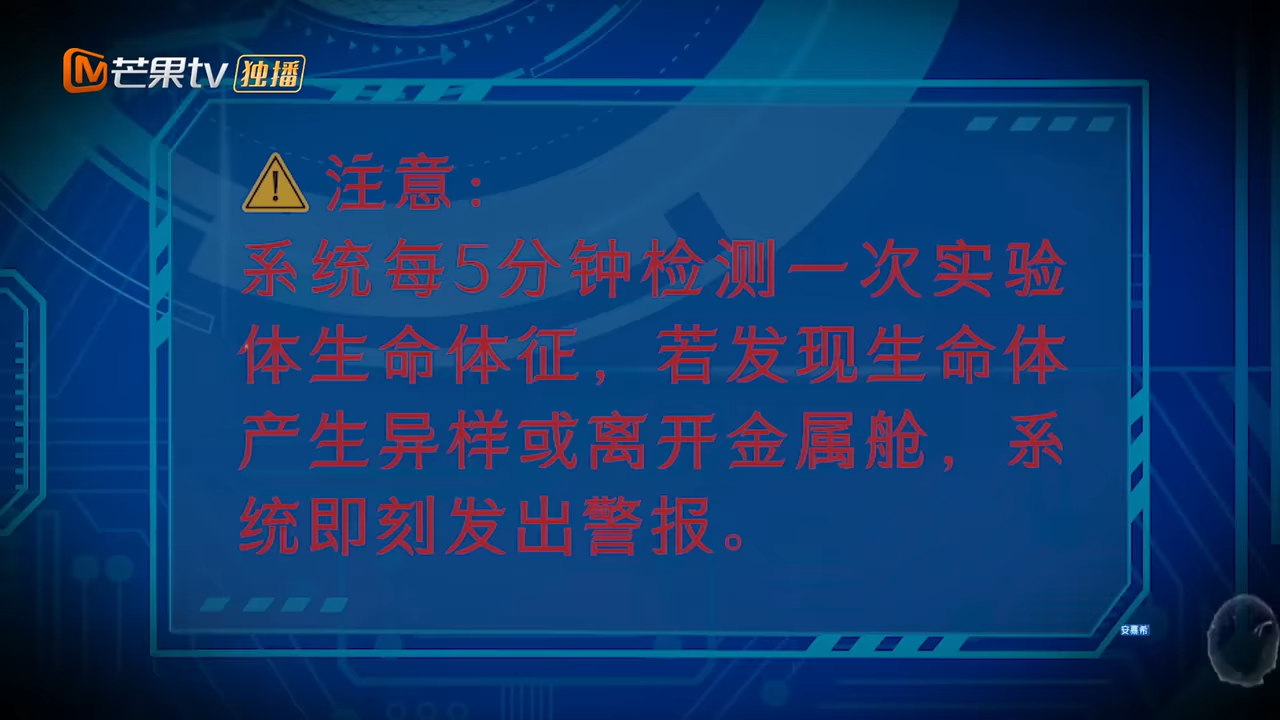 芒果tv 独播
注意：
系统每5分钟检测一次实验
体生命体征，若发现生命体
产生异样或离开金属舱，系
统即刻发出警报。
安嘉希